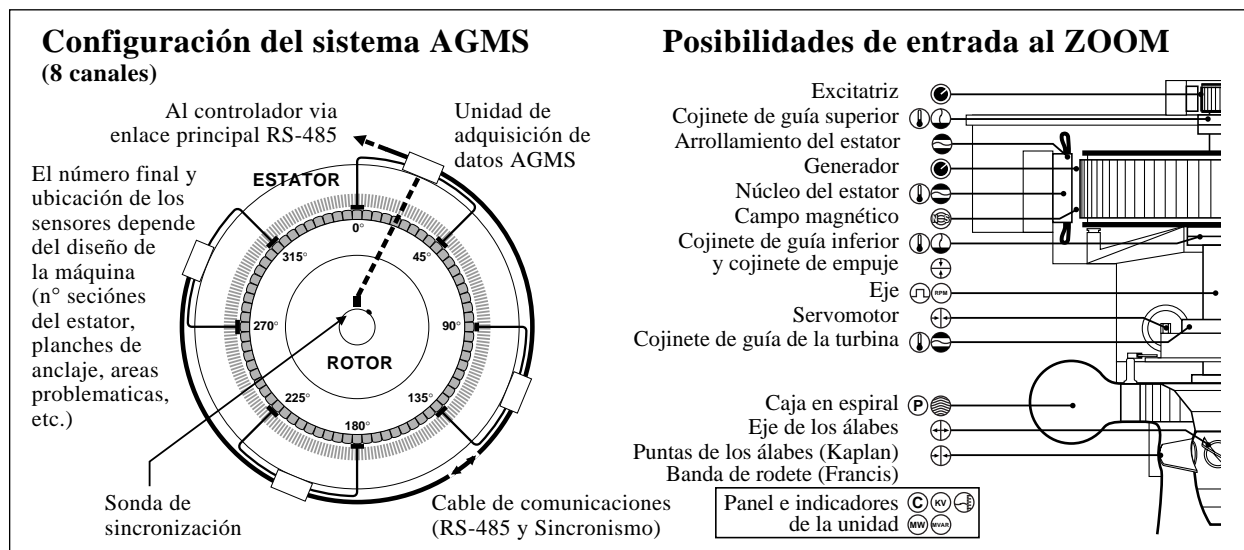 Configuración del sistema AGMS
(8 canales)
Al controlador via
enlace principal RS-485
Unidad de
adquisición de
datos AGMS
El número final y
ubicación de los
sensores depende
del diseño de
la máquina
(n° seciónes
del estator,
planches de
anclaje, areas
problematicas,
etc.)
ESTATOR
0°
45°
90°
135°
180°
225°
270°
315°
ROTOR
Sonda de
sincronización
Cable de comunicaciones
(RS-485 y Sincronismo)
Posibilidades de entrada al ZOOM
Excitatriz
Cojinete de guía superior
Arrollamiento del estator
Generador
Núcleo del estator
Campo magnético
Cojinete de guía inferior
y cojinete de empuje
Eje RPM
Servomotor
Cojinete de guía de la turbina
Caja en espiral P
Eje de los álabes
Puntas de los álabes (Kaplan)
Banda de rodete (Francis)
Panel e indicadores C KV
de la unidad MW MVAR